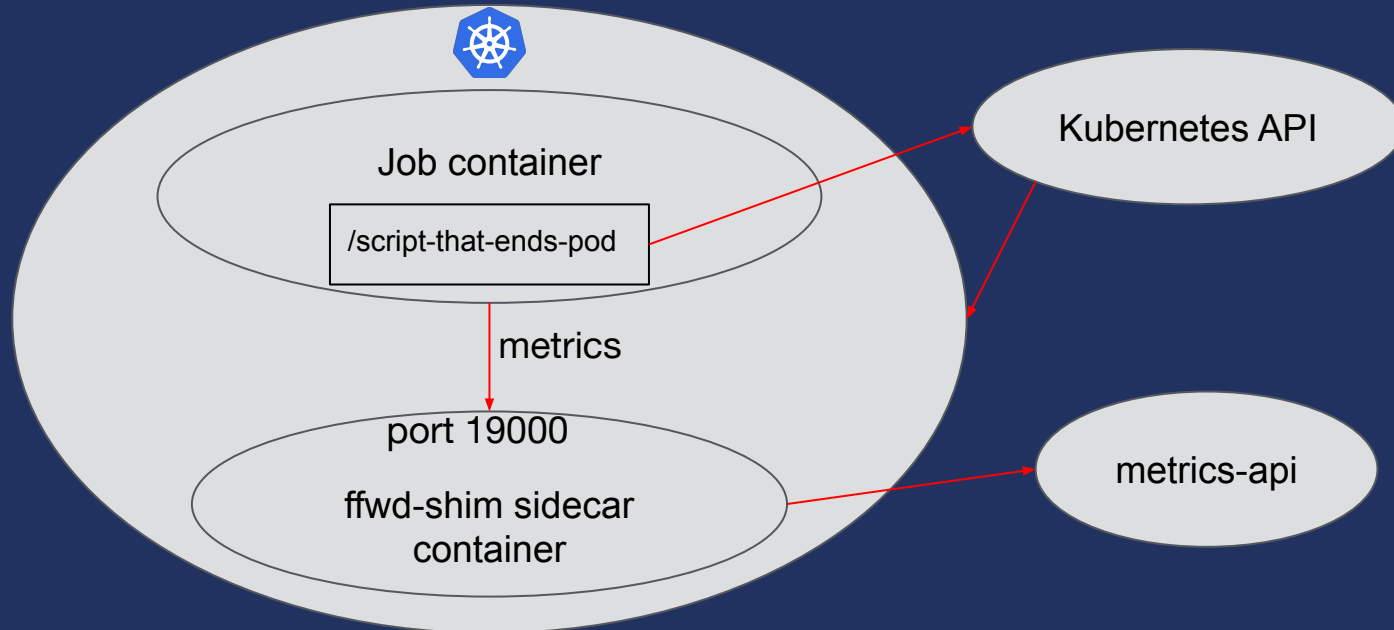 Job container
/script-that-ends-pod
Kubernetes API
metrics
port 19000
ffwd-shim sidecar
container
metrics-api